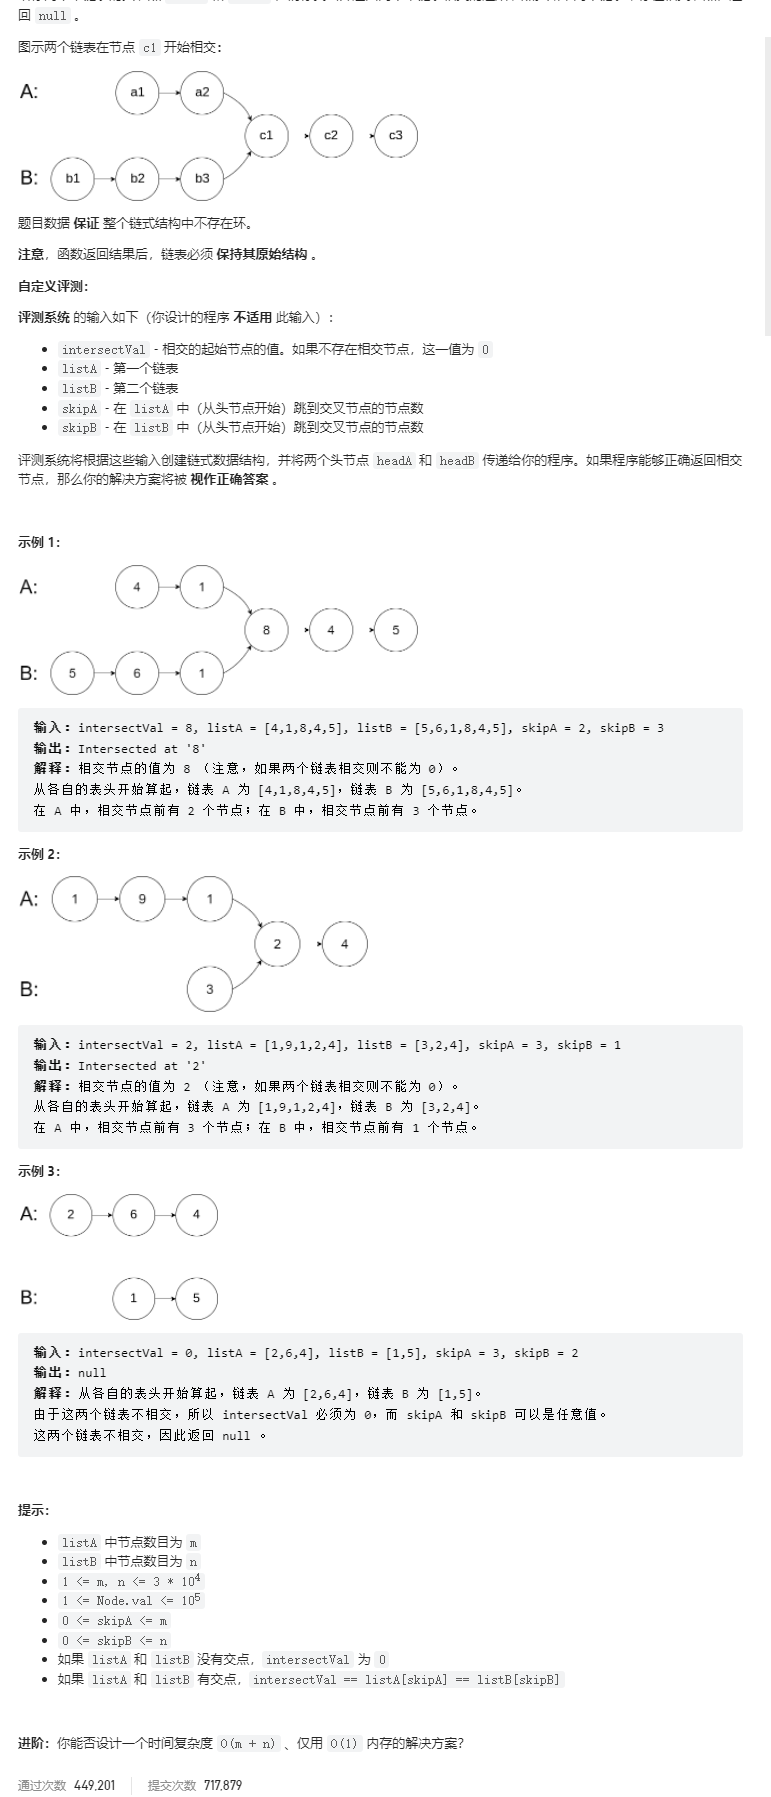 回 null 。
图示两个链表在节点 c1 开始相交：
A: a1 a2
c1 c2 c3
B: b1 b2 b3
题目数据 保证 整个链式结构中不存在环。
注意，函数返回结果后，链表必须 保持其原始结构 。
自定义评测：
评测系统 的输入如下（你设计的程序 不适用 此输入）：
intersectVal - 相交的起始节点的值。如果不存在相交节点，这一值为 0
listA - 第一个链表
listB - 第二个链表
skipA - 在 listA 中（从头节点开始）跳到交叉节点的节点数
skipB - 在 listB 中（从头节点开始）跳到交叉节点的节点数
评测系统将根据这些输入创建链式数据结构，并将两个头节点 headA 和 headB 传递给你的程序。如果程序能够正确返回相交
节点，那么你的解决方案将被 视作正确答案 。
示例 1：
A: 4 1
8 4 5
B: 5 6 1
输入：intersectVal = 8, listA = [4,1,8,4,5], listB = [5,6,1,8,4,5], skipA = 2, skipB = 3
输出：Intersected at '8'
解释：相交节点的值为 8 （注意，如果两个链表相交则不能为 0）。
从各自的表头开始算起，链表 A 为 [4,1,8,4,5]，链表 B 为 [5,6,1,8,4,5]。
在 A 中，相交节点前有 2 个节点；在 B 中，相交节点前有 3 个节点。
示例 2：
A: 1 9 1
2 4
B: 3
输入：intersectVal = 2, listA = [1,9,1,2,4], listB = [3,2,4], skipA = 3, skipB = 1
输出：Intersected at '2'
解释：相交节点的值为 2 （注意，如果两个链表相交则不能为 0）。
从各自的表头开始算起，链表 A 为 [1,9,1,2,4]，链表 B 为 [3,2,4]。
在 A 中，相交节点前有 3 个节点；在 B 中，相交节点前有 1 个节点。
示例 3：
A: 2 6 4
B: 1 5
输入：intersectVal = 0, listA = [2,6,4], listB = [1,5], skipA = 3, skipB = 2
输出：null
解释：从各自的表头开始算起，链表 A 为 [2,6,4]，链表 B 为 [1,5]。
由于这两个链表不相交，所以 intersectVal 必须为 0，而 skipA 和 skipB 可以是任意值。
这两个链表不相交，因此返回 null 。
提示：
listA 中节点数目为 m
listB 中节点数目为 n
1 <= m, n <= 3 * 10⁴
1 <= Node.val <= 10⁵
0 <= skipA <= m
0 <= skipB <= n
如果 listA 和 listB 没有交点，intersectVal 为 0
如果 listA 和 listB 有交点，intersectVal == listA[skipA] == listB[skipB]
进阶：你能否设计一个时间复杂度 O(m + n) 、仅用 O(1) 内存的解决方案？
通过次数 449,201 提交次数 717,879